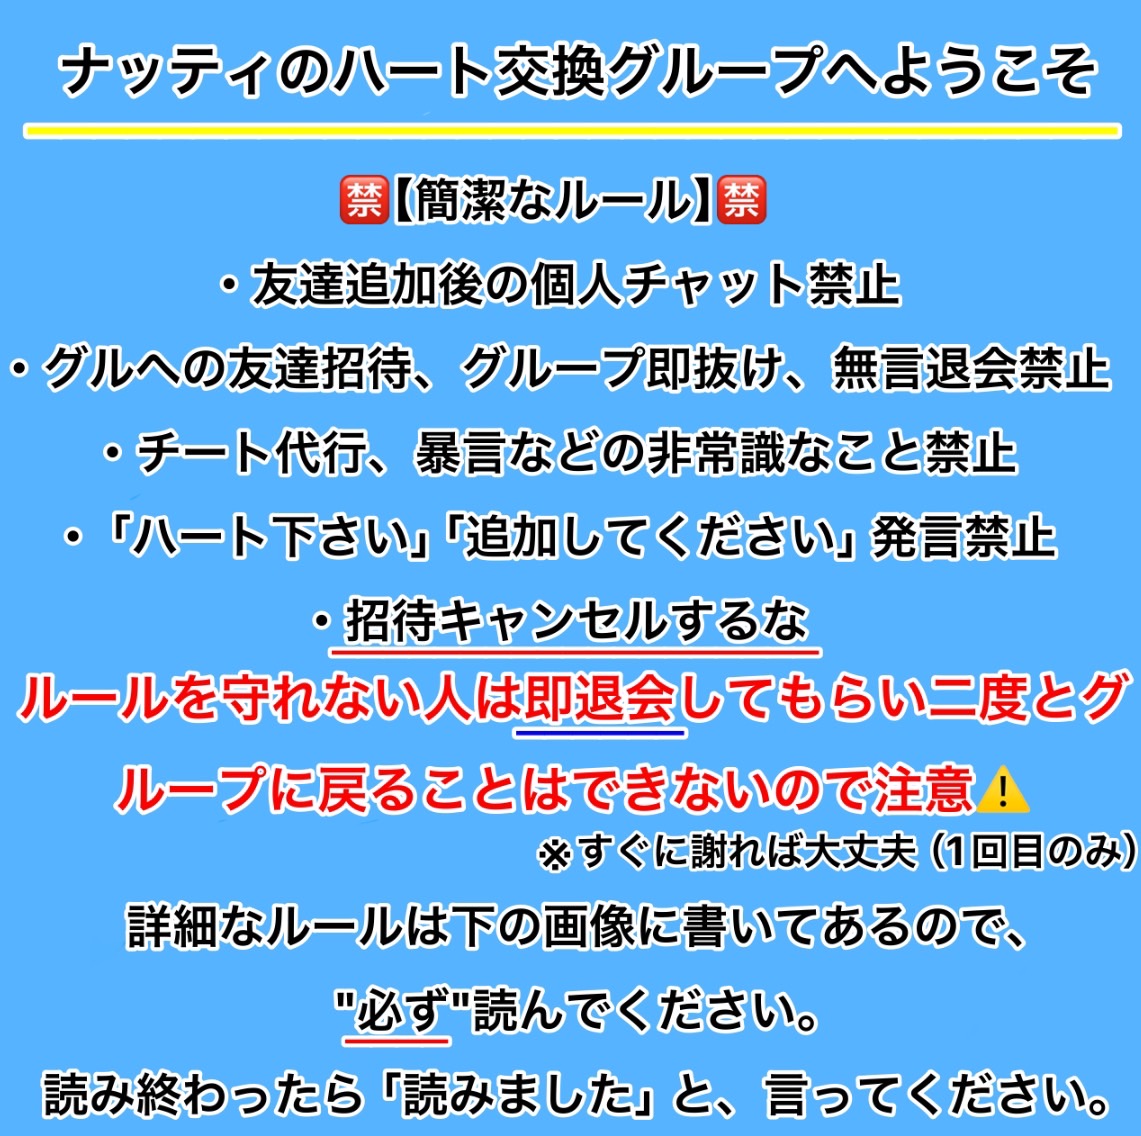 ナッティのハート交換グループへようこそ
🈲【簡潔なルール】🈲
・友達追加後の個人チャット禁止
・グルへの友達招待、グループ即抜け、無言退会禁止
・チート代行、暴言などの非常識なこと禁止
・「ハート下さい」「追加してください」発言禁止
・招待キャンセルするな
ルールを守れない人は即退会してもらい二度とグ
ループに戻ることはできないので注意⚠️
※すぐに謝れば大丈夫（1回目のみ）
詳細なルールは下の画像に書いてあるので、
"必ず"読んでください。
読み終わったら「読みました」と、言ってください。